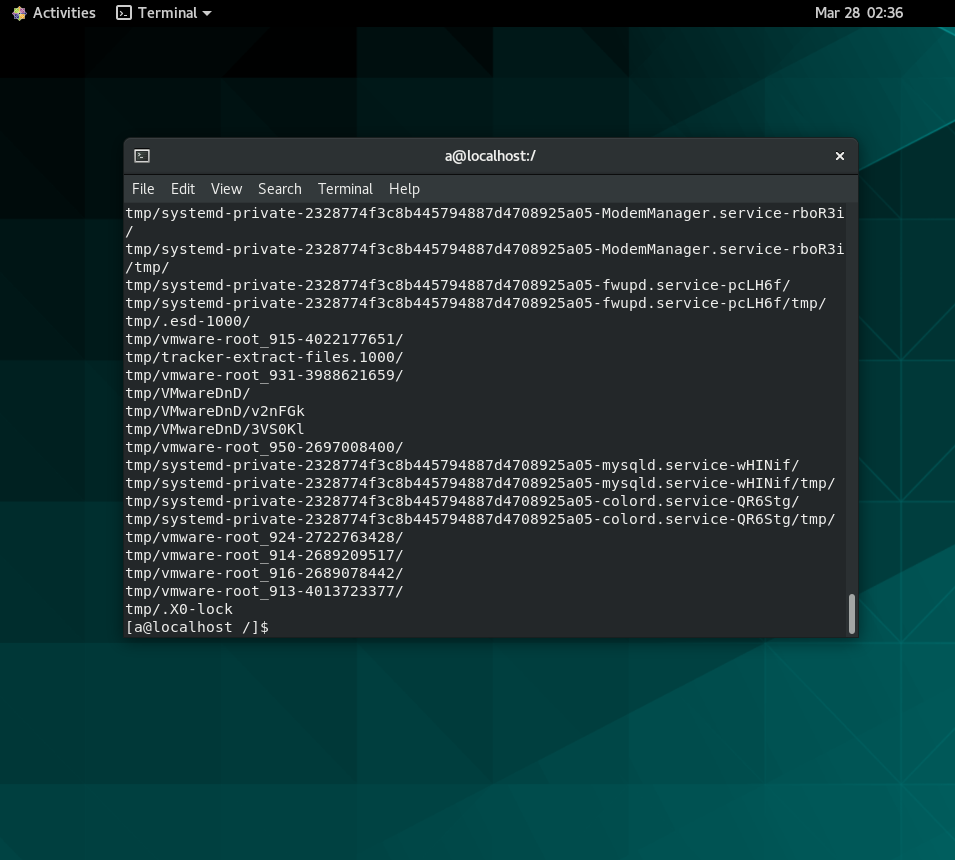 Activities Terminal Mar 28 02:36
a@localhost:/
File Edit View Search Terminal Help
tmp/systemd-private-2328774f3c8b445794887d4708925a05-ModemManager.service-rboR3i
/
tmp/systemd-private-2328774f3c8b445794887d4708925a05-ModemManager.service-rboR3i
/tmp/
tmp/systemd-private-2328774f3c8b445794887d4708925a05-fwupd.service-pcLH6f/
tmp/systemd-private-2328774f3c8b445794887d4708925a05-fwupd.service-pcLH6f/tmp/
tmp/.esd-1000/
tmp/vmware-root_915-4022177651/
tmp/tracker-extract-files.1000/
tmp/vmware-root_931-3988621659/
tmp/VMwareDnD/
tmp/VMwareDnD/v2nFGk
tmp/VMwareDnD/3VS0Kl
tmp/vmware-root_950-2697008400/
tmp/systemd-private-2328774f3c8b445794887d4708925a05-mysqld.service-wHINif/
tmp/systemd-private-2328774f3c8b445794887d4708925a05-mysqld.service-wHINif/tmp/
tmp/systemd-private-2328774f3c8b445794887d4708925a05-colord.service-QR6Stg/
tmp/systemd-private-2328774f3c8b445794887d4708925a05-colord.service-QR6Stg/tmp/
tmp/vmware-root_924-2722763428/
tmp/vmware-root_914-2689209517/
tmp/vmware-root_916-2689078442/
tmp/vmware-root_913-4013723377/
tmp/.X0-lock
[a@localhost /]$